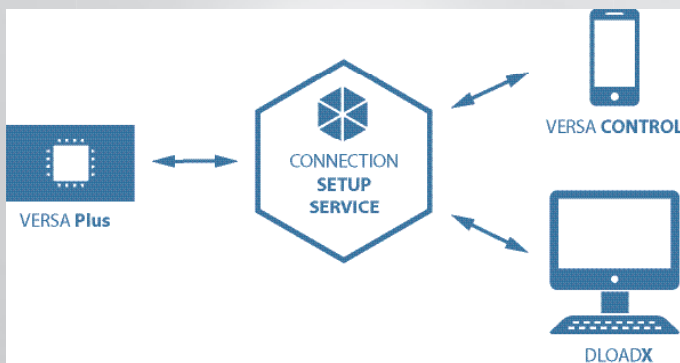 VERSA Plus
CONNECTION
SETUP
SERVICE
VERSA CONTROL
DLOADX